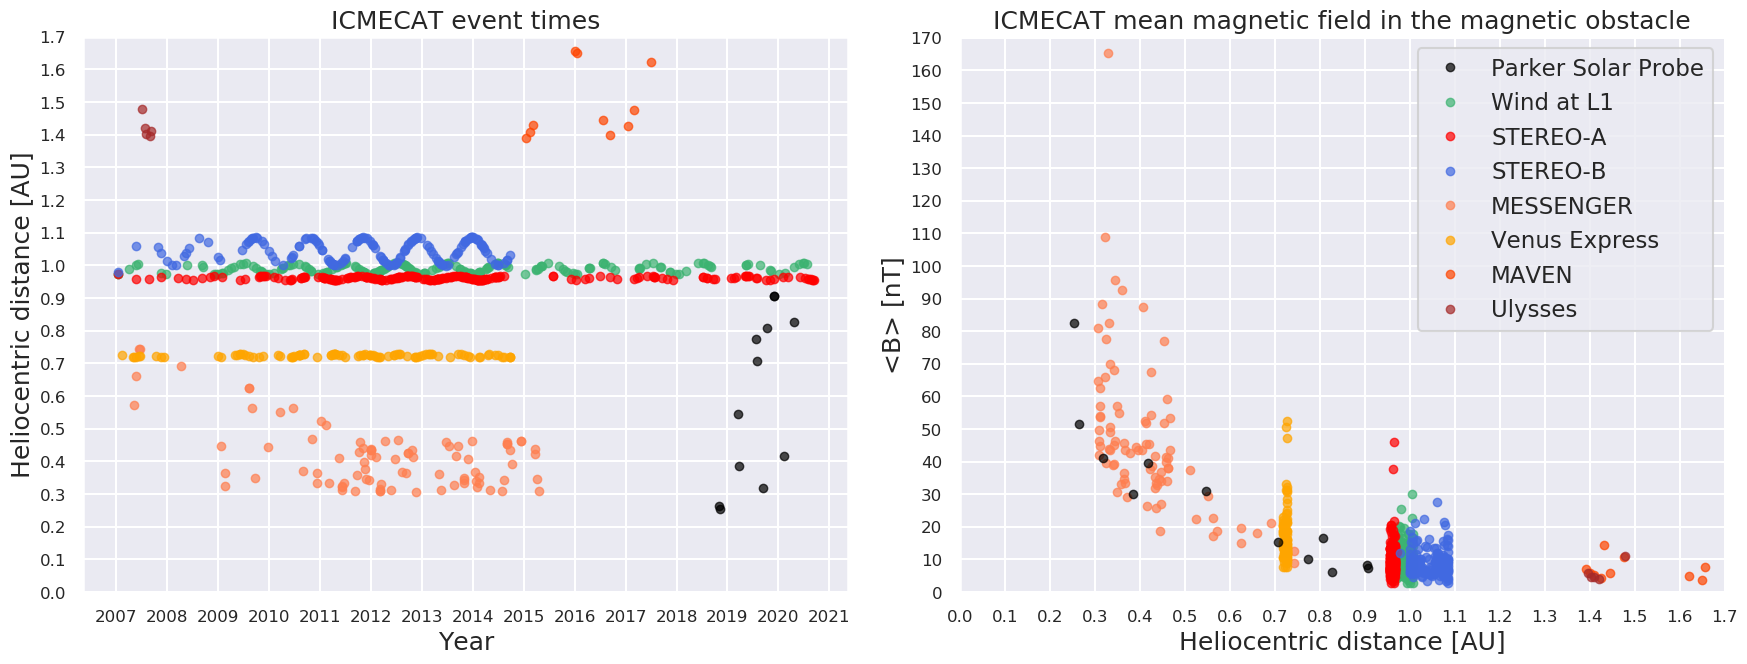 ICMECAT event times
Heliocentric distance [AU]
1.7
1.6
1.5
1.4
1.3
1.2
1.1
1.0
0.9
0.8
0.7
0.6
0.5
0.4
0.3
0.2
0.1
0.0
2007 2008 2009 2010 2011 2012 2013 2014 2015 2016 2017 2018 2019 2020 2021
Year
ICMECAT mean magnetic field in the magnetic obstacle
<B> [nT]
170
160
150
140
130
120
110
100
90
80
70
60
50
40
30
20
10
0
0.0 0.1 0.2 0.3 0.4 0.5 0.6 0.7 0.8 0.9 1.0 1.1 1.2 1.3 1.4 1.5 1.6 1.7
Heliocentric distance [AU]
Parker Solar Probe
Wind at L1
STEREO-A
STEREO-B
MESSENGER
Venus Express
MAVEN
Ulysses